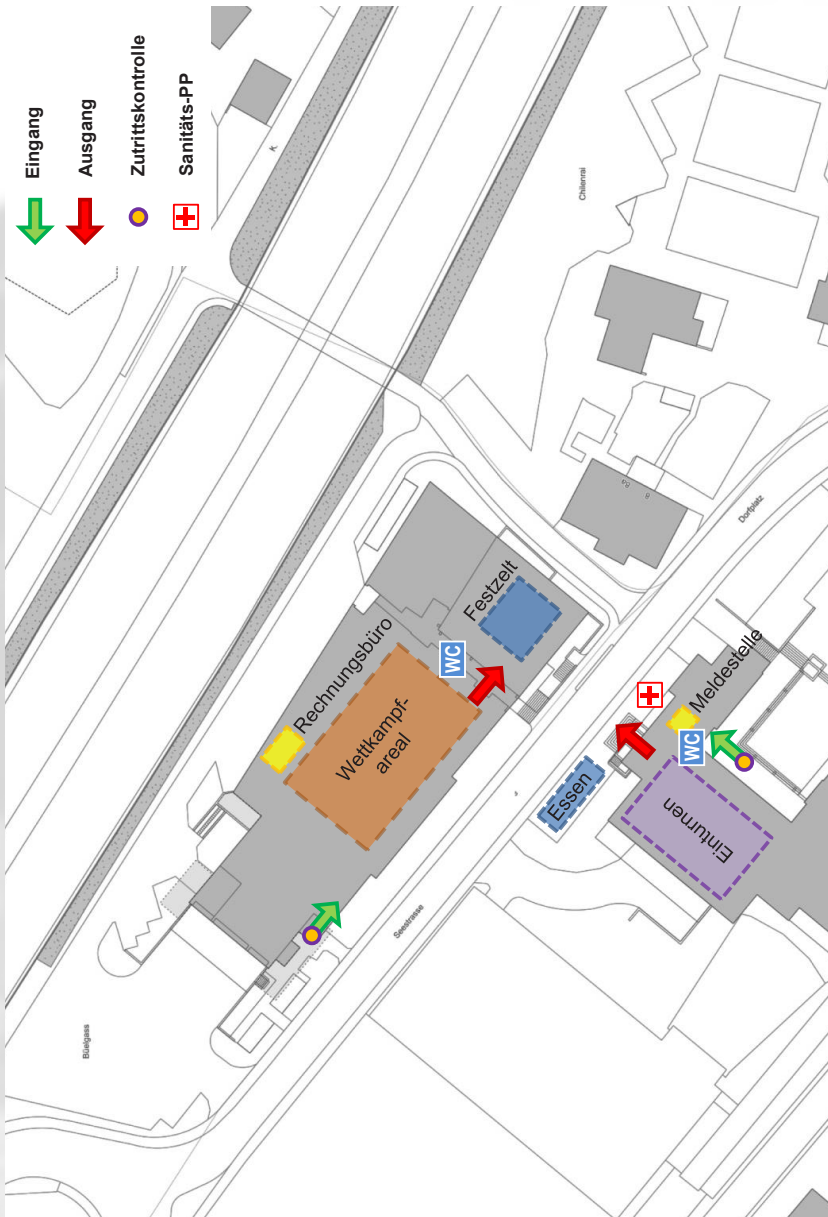 Eingang
Ausgang
Zutrittskontrolle
Sanitäts-PP
K.
Chilenrai
Büelgass
Rechnungsbüro
Wettkampf-
areal
WC
Festzelt
Seestrasse
Dorfplatz
Essen
WC
Meldestelle
Einturnen